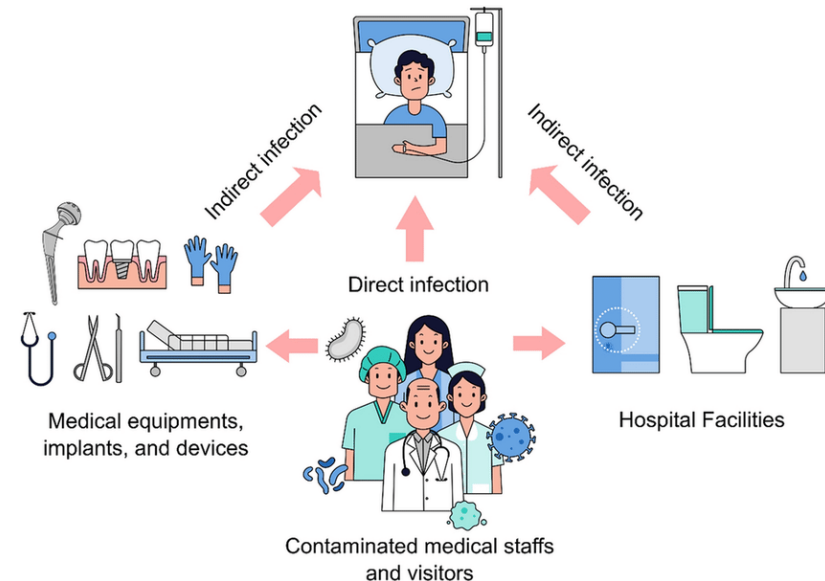 Indirect infection
Indirect infection
Direct infection
Medical equipments,
implants, and devices
Hospital Facilities
Contaminated medical staffs
and visitors